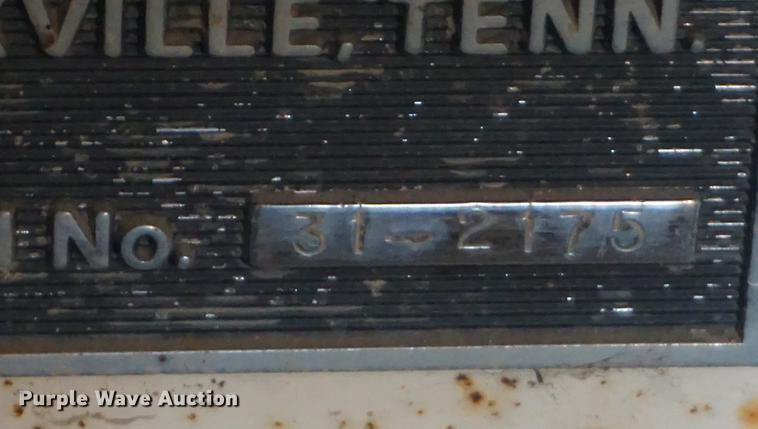 VILLE, TENN.
No. 31-2175
Purple Wave Auction